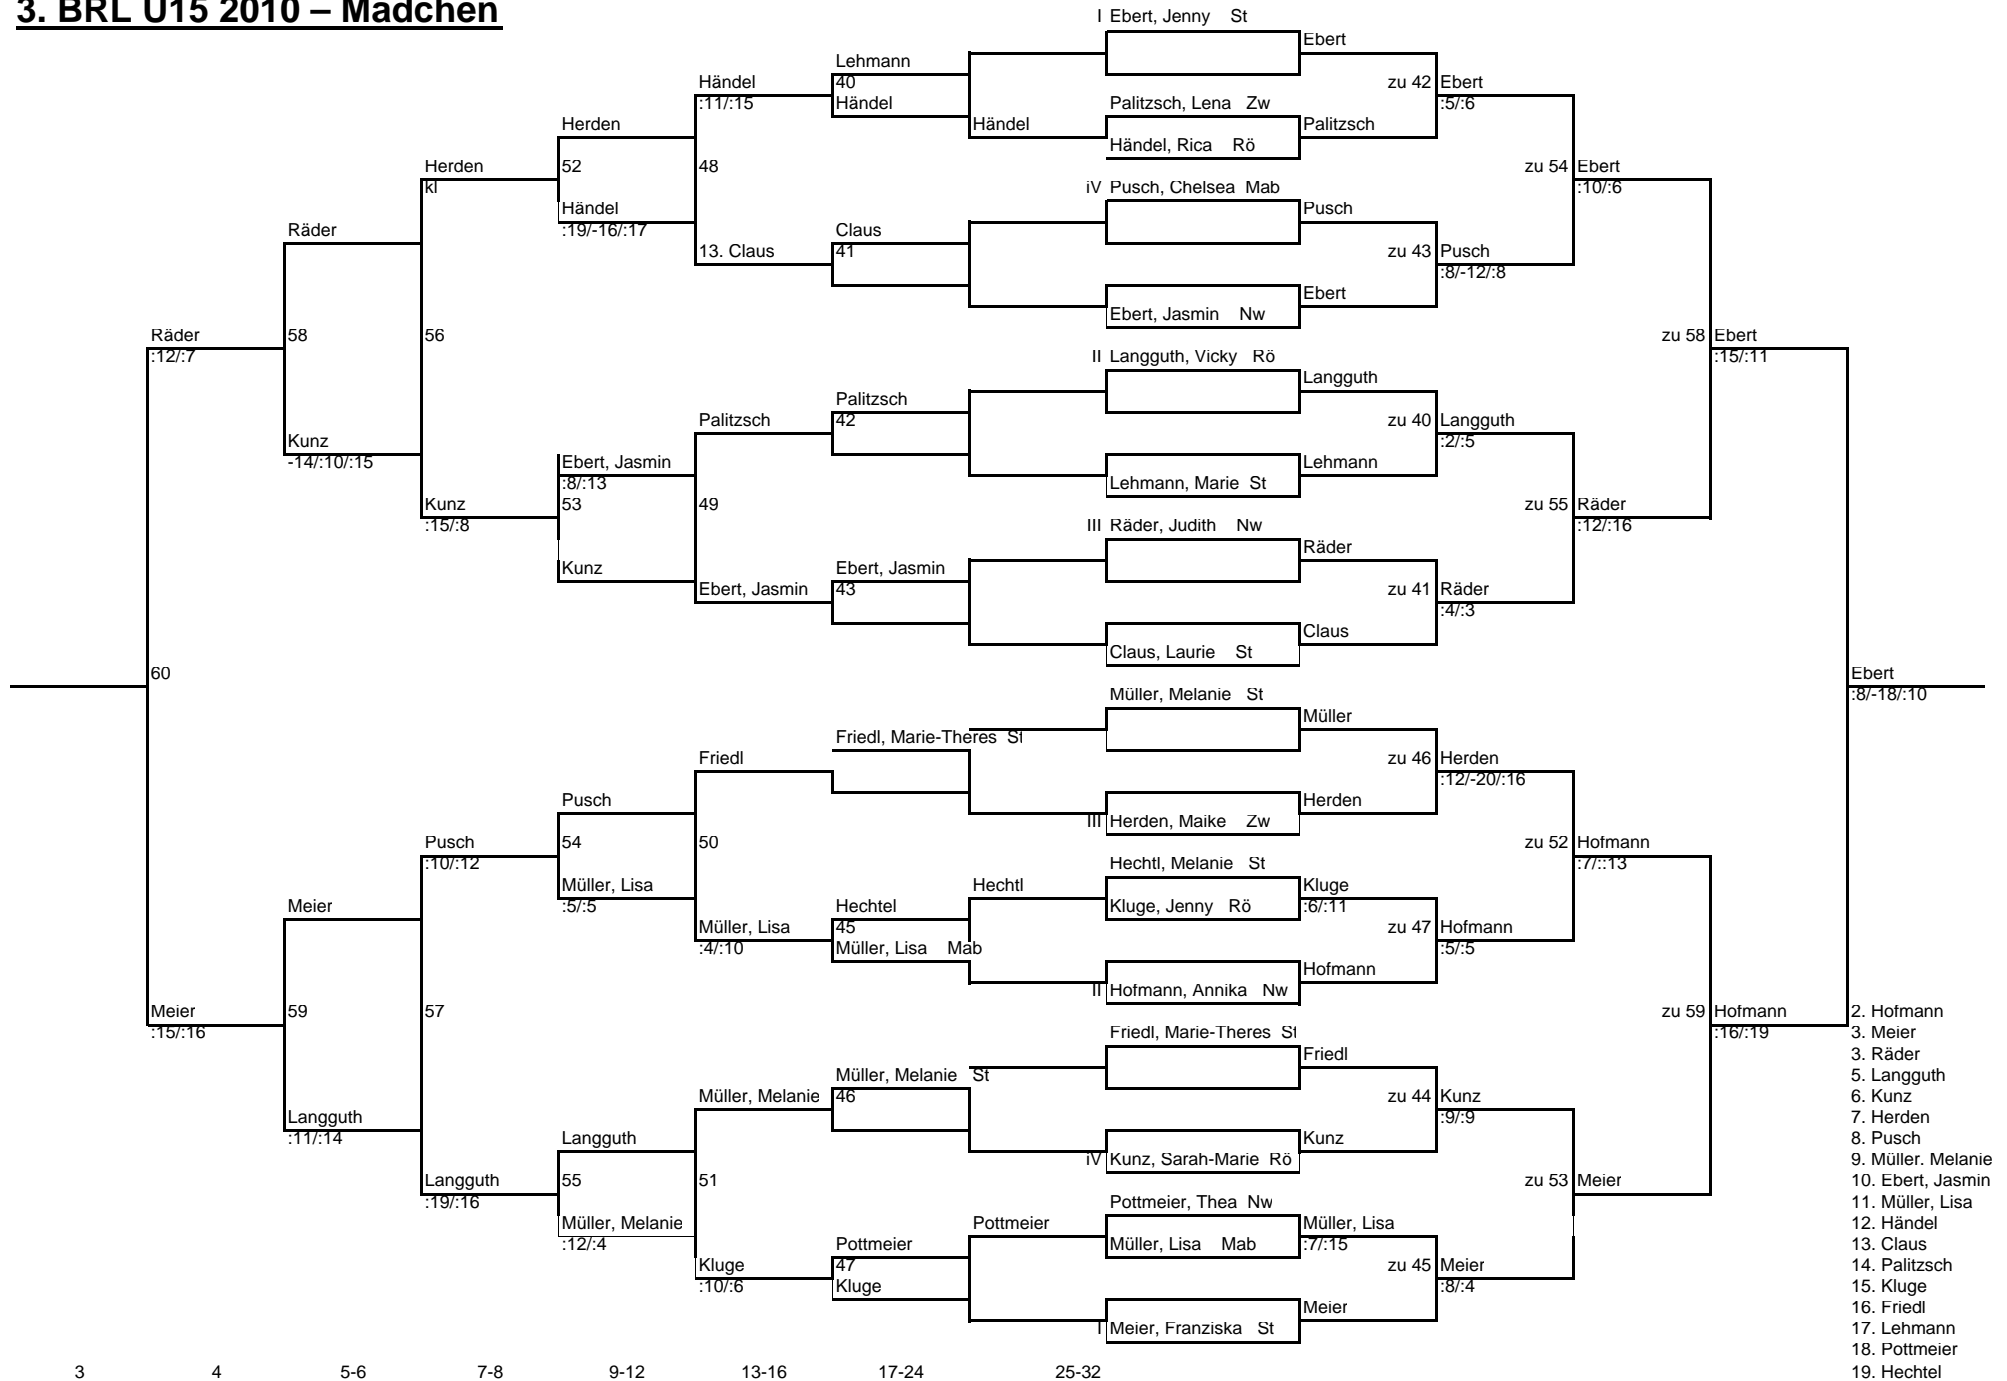 3. BRL U15 2010 – Mädchen
I Ebert, Jenny St
Ebert
Lehmann
Händel
40
zu 42 Ebert
:11/:15
Händel
Palitzsch, Lena Zw
:5/:6
Herden
Händel
Palitzsch
Händel, Rica Rö
Herden
52
48
zu 54 Ebert
kl
iV Pusch, Chelsea Mab
:10/:6
Händel
Pusch
:19/-16/:17
Räder
Claus
13. Claus
41
zu 43 Pusch
:8/-12/:8
Ebert
Ebert, Jasmin Nw
Räder
58
56
zu 58 Ebert
:12/:7
II Langguth, Vicky Rö
:15/:11
Langguth
Palitzsch
Palitzsch
42
zu 40 Langguth
Kunz
:2/:5
-14/:10/:15
Ebert, Jasmin
Lehmann
:8/:13
Lehmann, Marie St
Kunz
53
49
zu 55 Räder
:15/:8
III Räder, Judith Nw
:12/:16
Räder
Kunz
Ebert, Jasmin
Ebert, Jasmin
43
zu 41 Räder
:4/:3
Claus
Claus, Laurie St
60
Ebert
Müller, Melanie St
:8/-18/:10
Müller
Friedl, Marie-Theres St
Friedl
zu 46 Herden
:12/-20/:16
Pusch
Herden
III Herden, Maike Zw
Pusch
54
50
zu 52 Hofmann
:10/:12
Hechtl, Melanie St
:7/::13
Müller, Lisa
Hechtl
Kluge
Meier
:5/:5
Hechtel
Kluge, Jenny Rö
:6/:11
Müller, Lisa
45
zu 47 Hofmann
:4/:10
Müller, Lisa Mab
:5/:5
Hofmann
II Hofmann, Annika Nw
Meier
59
57
zu 59 Hofmann
2. Hofmann
:15/:16
Friedl, Marie-Theres St
:16/:19
3. Meier
Friedl
3. Räder
Müller, Melanie St
5. Langguth
Müller, Melanie
46
zu 44 Kunz
6. Kunz
Langguth
:9/:9
7. Herden
:11/:14
Langguth
Kunz
8. Pusch
iV Kunz, Sarah-Marie Rö
9. Müller. Melanie
Langguth
55
51
zu 53 Meier
10. Ebert, Jasmin
:19/:16
Pottmeier, Thea Nw
11. Müller, Lisa
Müller, Melanie
Pottmeier
Müller, Lisa
12. Händel
:12/:4
Pottmeier
Müller, Lisa Mab
:7/:15
13. Claus
Kluge
47
zu 45 Meier
14. Palitzsch
:10/:6
Kluge
:8/:4
15. Kluge
Meier
16. Friedl
I Meier, Franziska St
17. Lehmann
18. Pottmeier
3 4 5-6 7-8 9-12 13-16 17-24 25-32
19. Hechtel